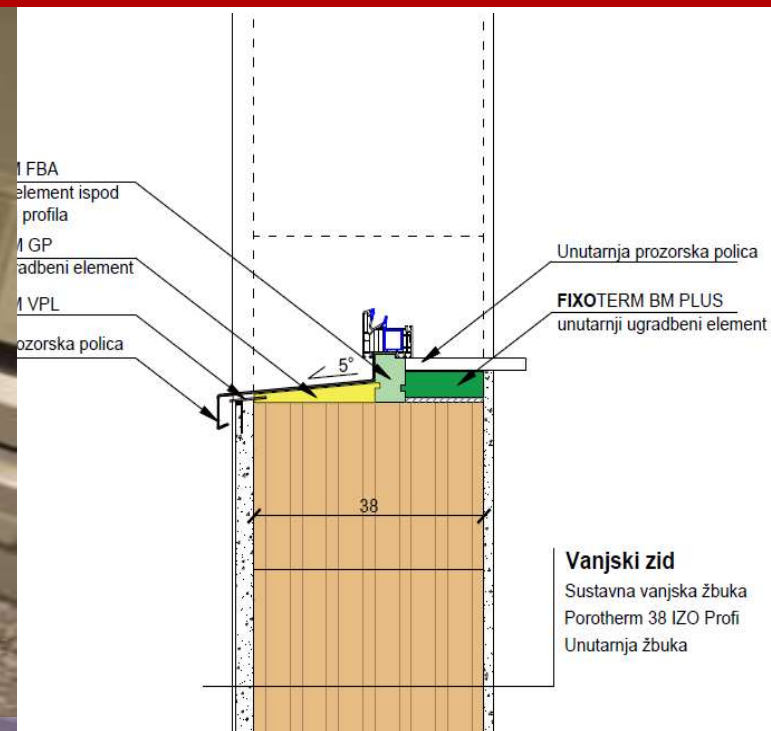 M FBA
element ispod
profila
M GP
gradbeni element
M VPL
ozorska polica
5°
Unutarnja prozorska polica
FIXOTERM BM PLUS
unutarnji ugradbeni element
38
Vanjski zid
Sustavna vanjska žbuka
Porotherm 38 IZO Profi
Unutarnja žbuka